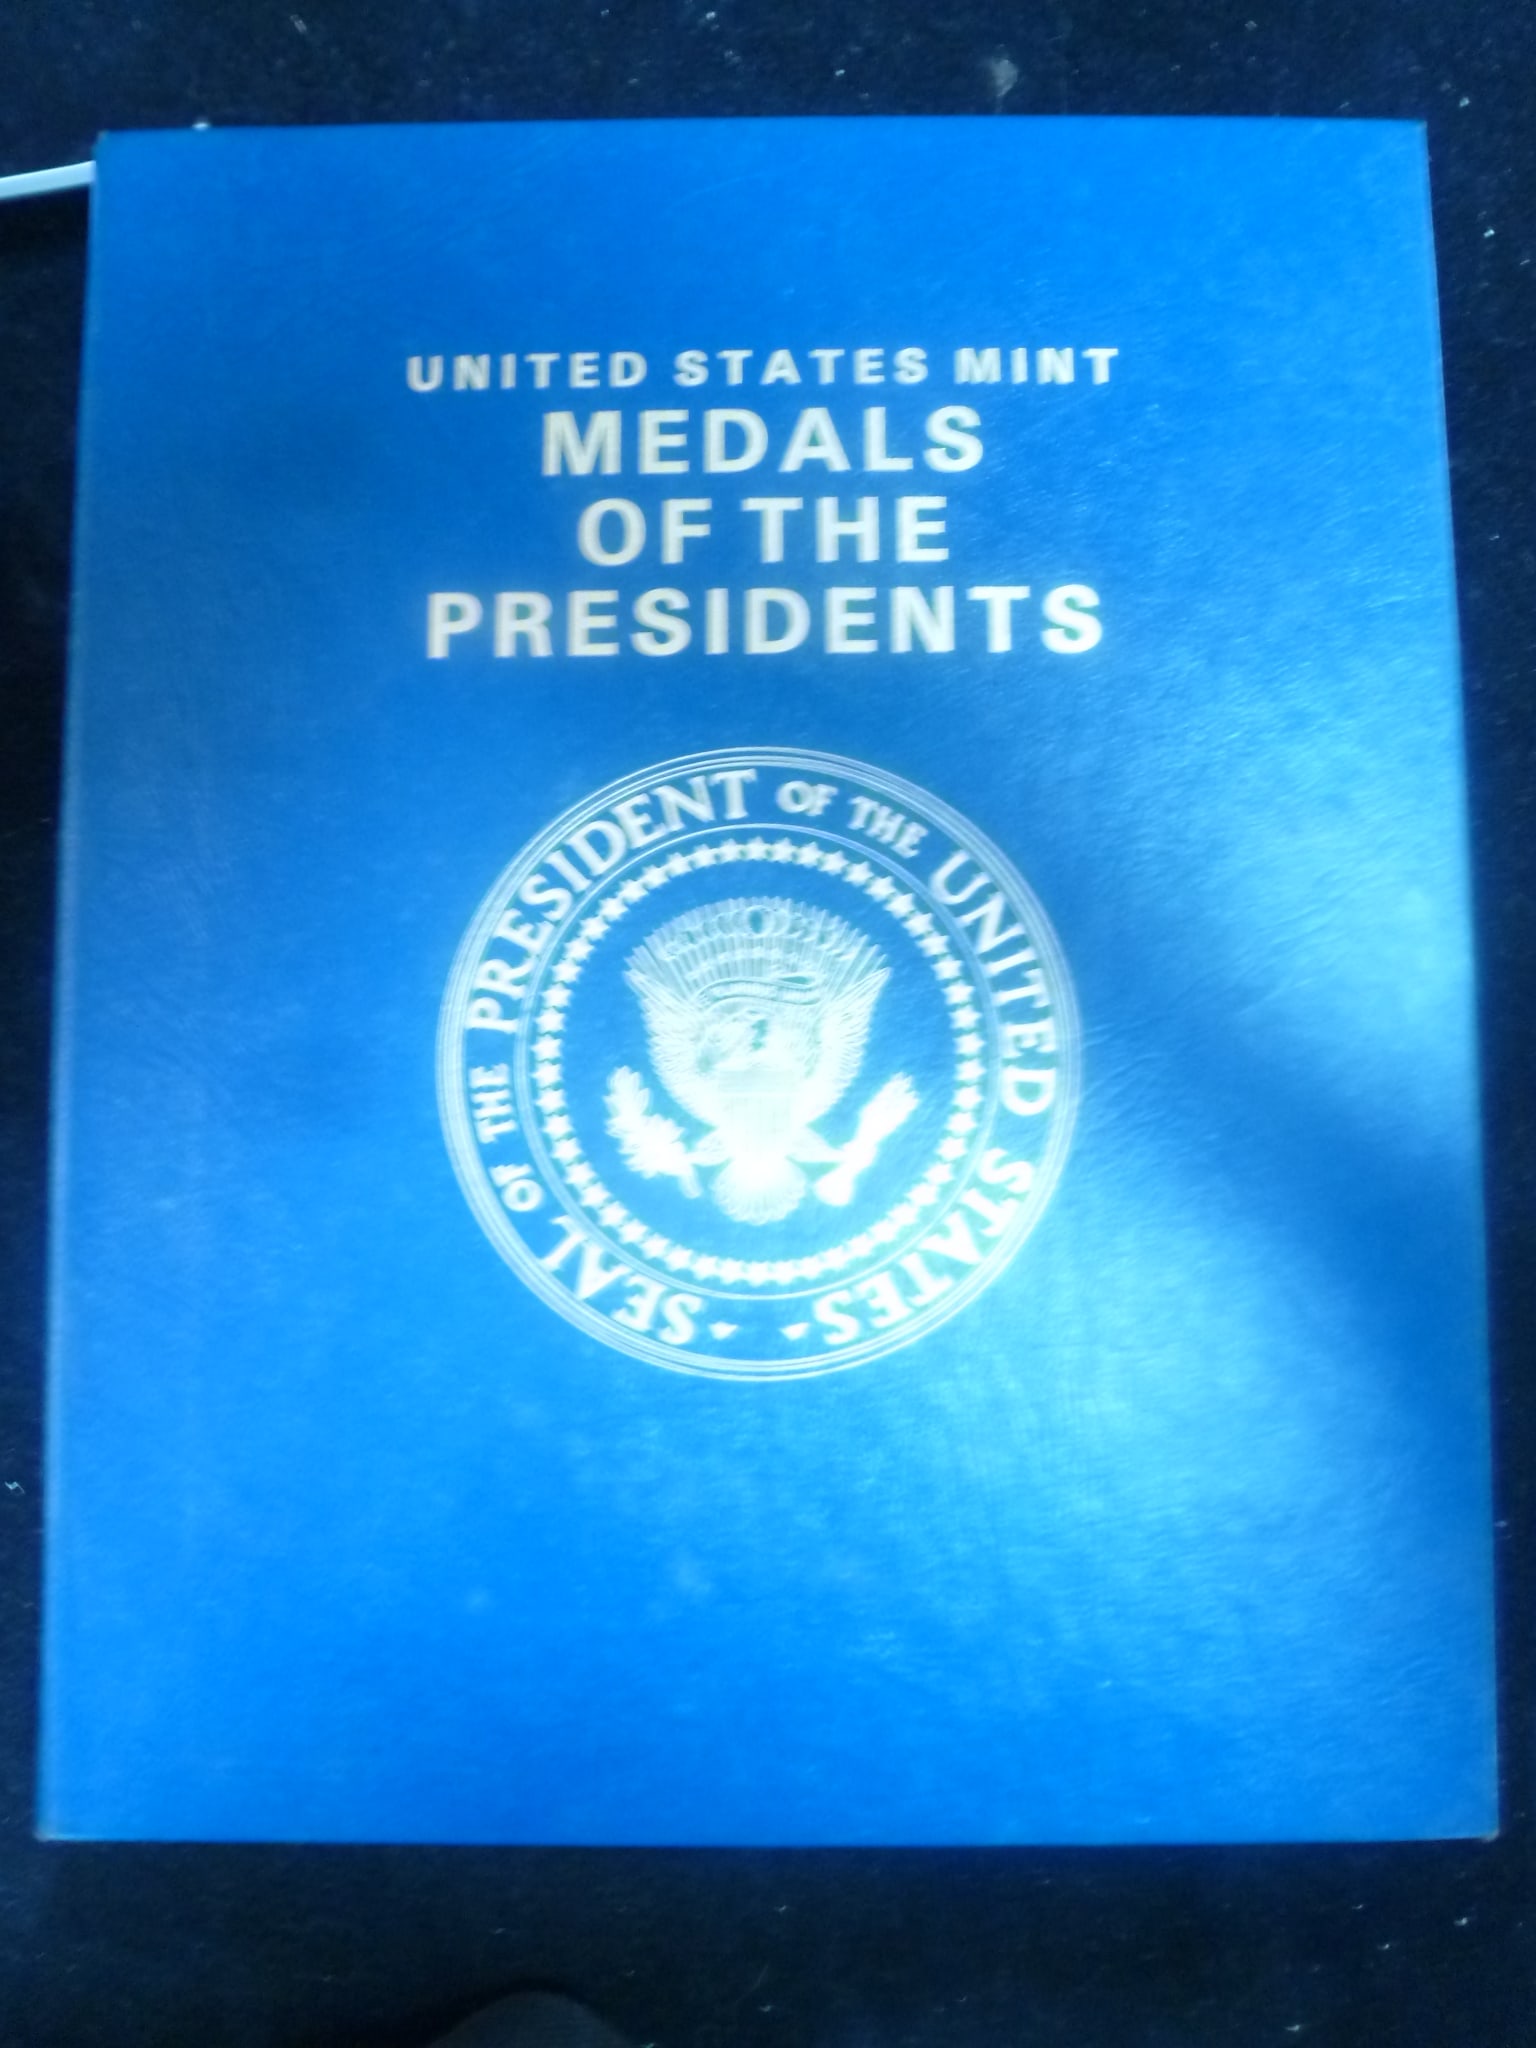 UNITED STATES MINT
MEDALS
OF THE
PRESIDENTS
SEAL OF THE PRESIDENT OF THE UNITED STATES